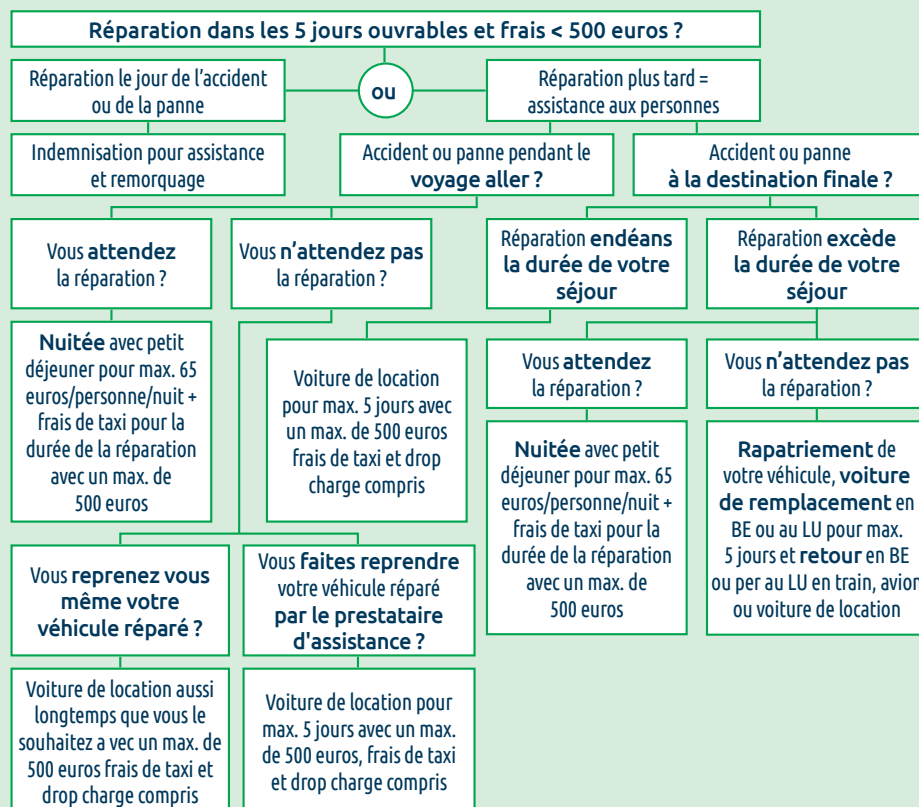 Réparation dans les 5 jours ouvrables et frais < 500 euros ?
Réparation le jour de l'accident
ou de la panne
ou
Réparation plus tard =
assistance aux personnes
Indemnisation pour assistance
et remorquage
Accident ou panne pendant le
voyage aller ?
Accident ou panne
à la destination finale ?
Vous attendez
la réparation ?
Vous n'attendez pas
la réparation ?
Réparation endéans
la durée de votre
séjour
Réparation excède
la durée de votre
séjour
Nuitée avec petit
déjeuner pour max. 65
euros/personne/nuit +
frais de taxi pour la
durée de la réparation
avec un max. de
500 euros
Voiture de location
pour max. 5 jours avec
un max. de 500 euros
frais de taxi et drop
charge compris
Vous attendez
la réparation ?
Vous n'attendez pas
la réparation ?
Nuitée avec petit
déjeuner pour max. 65
euros/personne/nuit +
frais de taxi pour la
durée de la réparation
avec un max. de
500 euros
Rapatriement de
votre véhicule, voiture
de remplacement en
BE ou au LU pour max.
5 jours et retour en BE
ou per au LU en train, avion
ou voiture de location
Vous reprenez vous
même votre
véhicule réparé ?
Vous faites reprendre
votre véhicule réparé
par le prestataire
d'assistance ?
Voiture de location aussi
longtemps que vous le
souhaitez a vec un max. de
500 euros frais de taxi et
drop charge compris
Voiture de location pour
max. 5 jours avec un max.
de 500 euros, frais de taxi
et drop charge compris